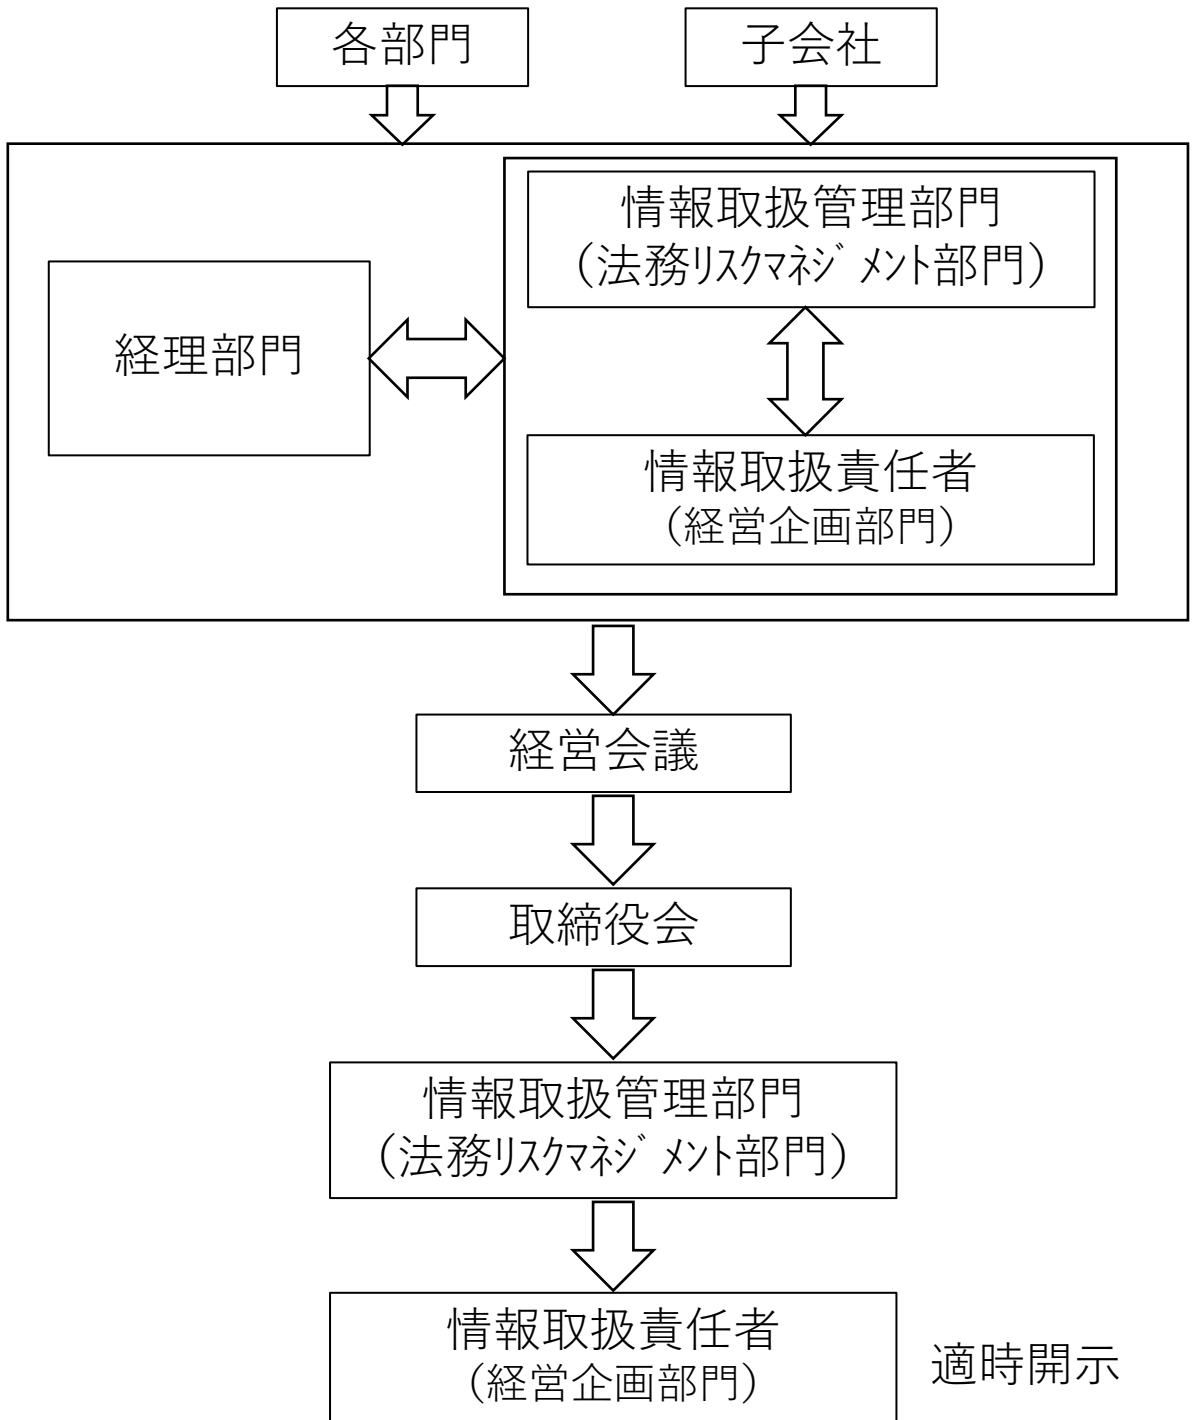 各部門
子会社
情報取扱管理部門
（法務ﾘｽｸﾏﾈｼﾞﾒﾝﾄ部門）
経理部門
情報取扱責任者
（経営企画部門）
経営会議
取締役会
情報取扱管理部門
（法務ﾘｽｸﾏﾈｼﾞﾒﾝﾄ部門）
情報取扱責任者
（経営企画部門）
適時開示